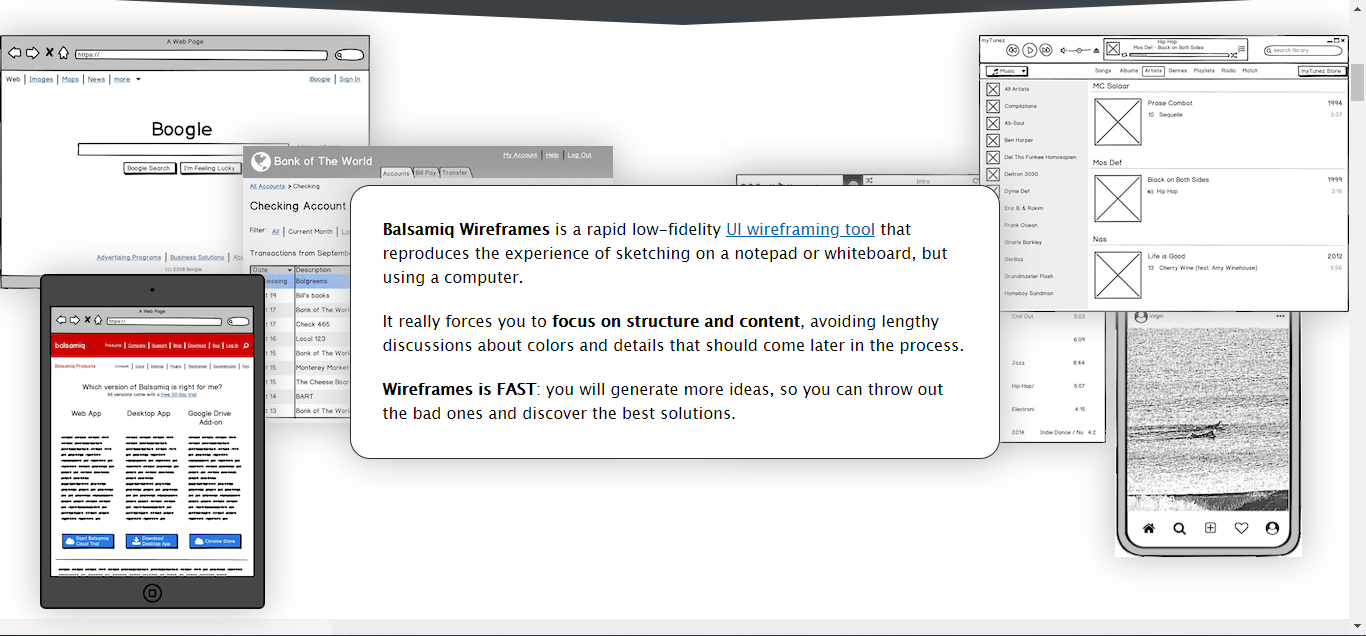 A Web Page
https://
Web Images Maps News more
iBoogle Sign In
Boogle
Boogle Search I'm Feeling Lucky
Advertising Programs Business Solutions
(c) 2008 Boogle
Bank of The World
My Account Help Log Out
Accounts Bill Pay Transfer
All Accounts > Checking
Checking Account
Filter: All Current Month
Transactions from
Date Description
Balgreens
19 Bill's books
17 Bank of The
17 Check 465
16 Local 123
15 Bank of The
15 Monterey Market
15 The Cheese
14 BART
13 Bank of The
A Web Page
https://
balsamiq Products Company Support Blog Download Buy Log In
Balsamiq Products Compare Cloud Desktop
Which version of Balsamiq is right for me?
All versions come with a free 30-day trial
Web App Desktop App Google Drive
Add-on
Start Balsamiq
Cloud Trial
Download
Desktop App
Chrome Store
Balsamiq Wireframes is a rapid low-fidelity UI wireframing tool that
reproduces the experience of sketching on a notepad or whiteboard, but
using a computer.
It really forces you to focus on structure and content, avoiding lengthy
discussions about colors and details that should come later in the process.
Wireframes is FAST: you will generate more ideas, so you can throw out
the bad ones and discover the best solutions.
Intro
myTunez
Hip Hop
Mos Def - Black on Both Sides
search library
Music
Songs Albums Artists Genres Playlists Radio Match
myTunez Store
All Artists
Compilations
Ab-Soul
Ben Harper
Del Tha Funkee Homosapien
Deltron 3030
Dyme Def
Eric B. & Rakim
Frank Ocean
Gnarls Barkley
Gorillaz
Grandmaster Flash
Homeboy Sandman
MC Solaar
Prose Combat 1994
10 Sequelle 3:37
Mos Def
Black on Both Sides 1999
Hip Hop 3:16
Nas
Life is Good 2012
13 Cherry Wine (feat. Amy Winehouse) 5:56
Chill Out 5:03
6:09
Jazz 8:44
Hip-Hop/ 5:07
Electroni 4:15
2014 Indie Dance / Nu 4:2
Virgin